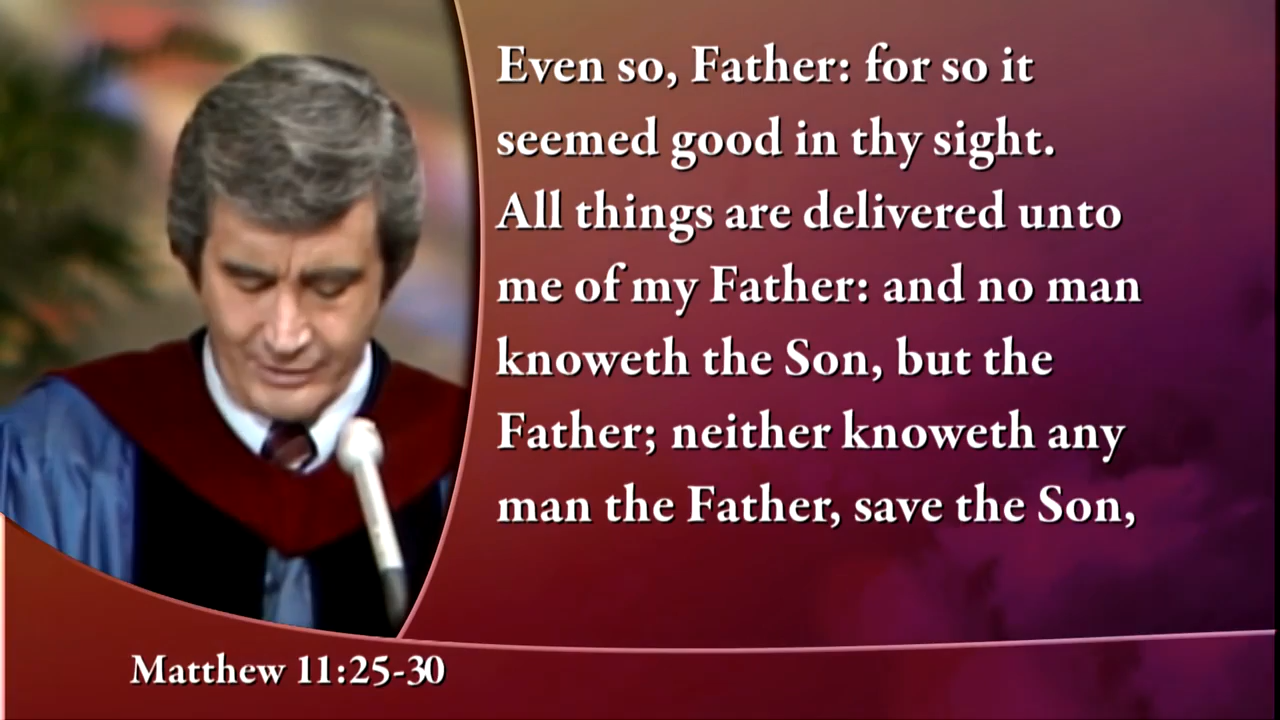 Even so, Father: for so it
seemed good in thy sight.
All things are delivered unto
me of my Father: and no man
knoweth the Son, but the
Father; neither knoweth any
man the Father, save the Son,
Matthew 11:25-30